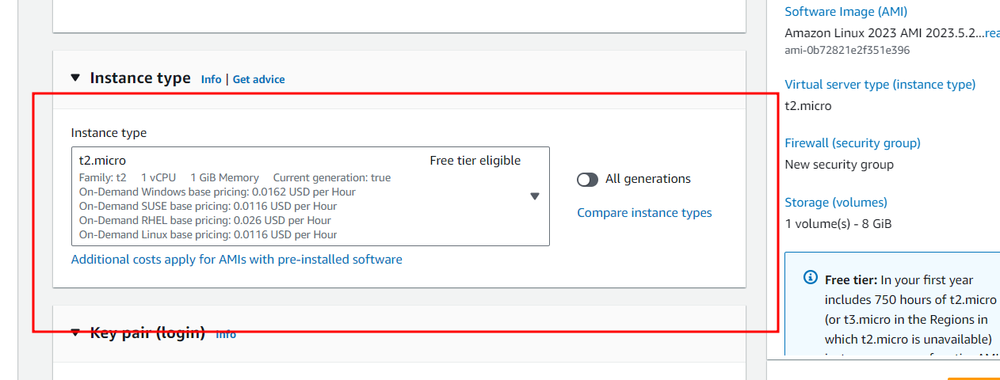 Instance type Info | Get advice
Instance type
t2.micro Free tier eligible
Family: t2 1 vCPU 1 GiB Memory Current generation: true
On-Demand Windows base pricing: 0.0162 USD per Hour
On-Demand SUSE base pricing: 0.0116 USD per Hour
On-Demand RHEL base pricing: 0.026 USD per Hour
On-Demand Linux base pricing: 0.0116 USD per Hour
All generations
Compare instance types
Additional costs apply for AMIs with pre-installed software
Key pair (login) Info
Software Image (AMI)
Amazon Linux 2023 AMI 2023.5.2...rea
ami-0b72821e2f351e396
Virtual server type (instance type)
t2.micro
Firewall (security group)
New security group
Storage (volumes)
1 volume(s) - 8 GiB
Free tier: In your first year
includes 750 hours of t2.micro
(or t3.micro in the Regions in
which t2.micro is unavailable)